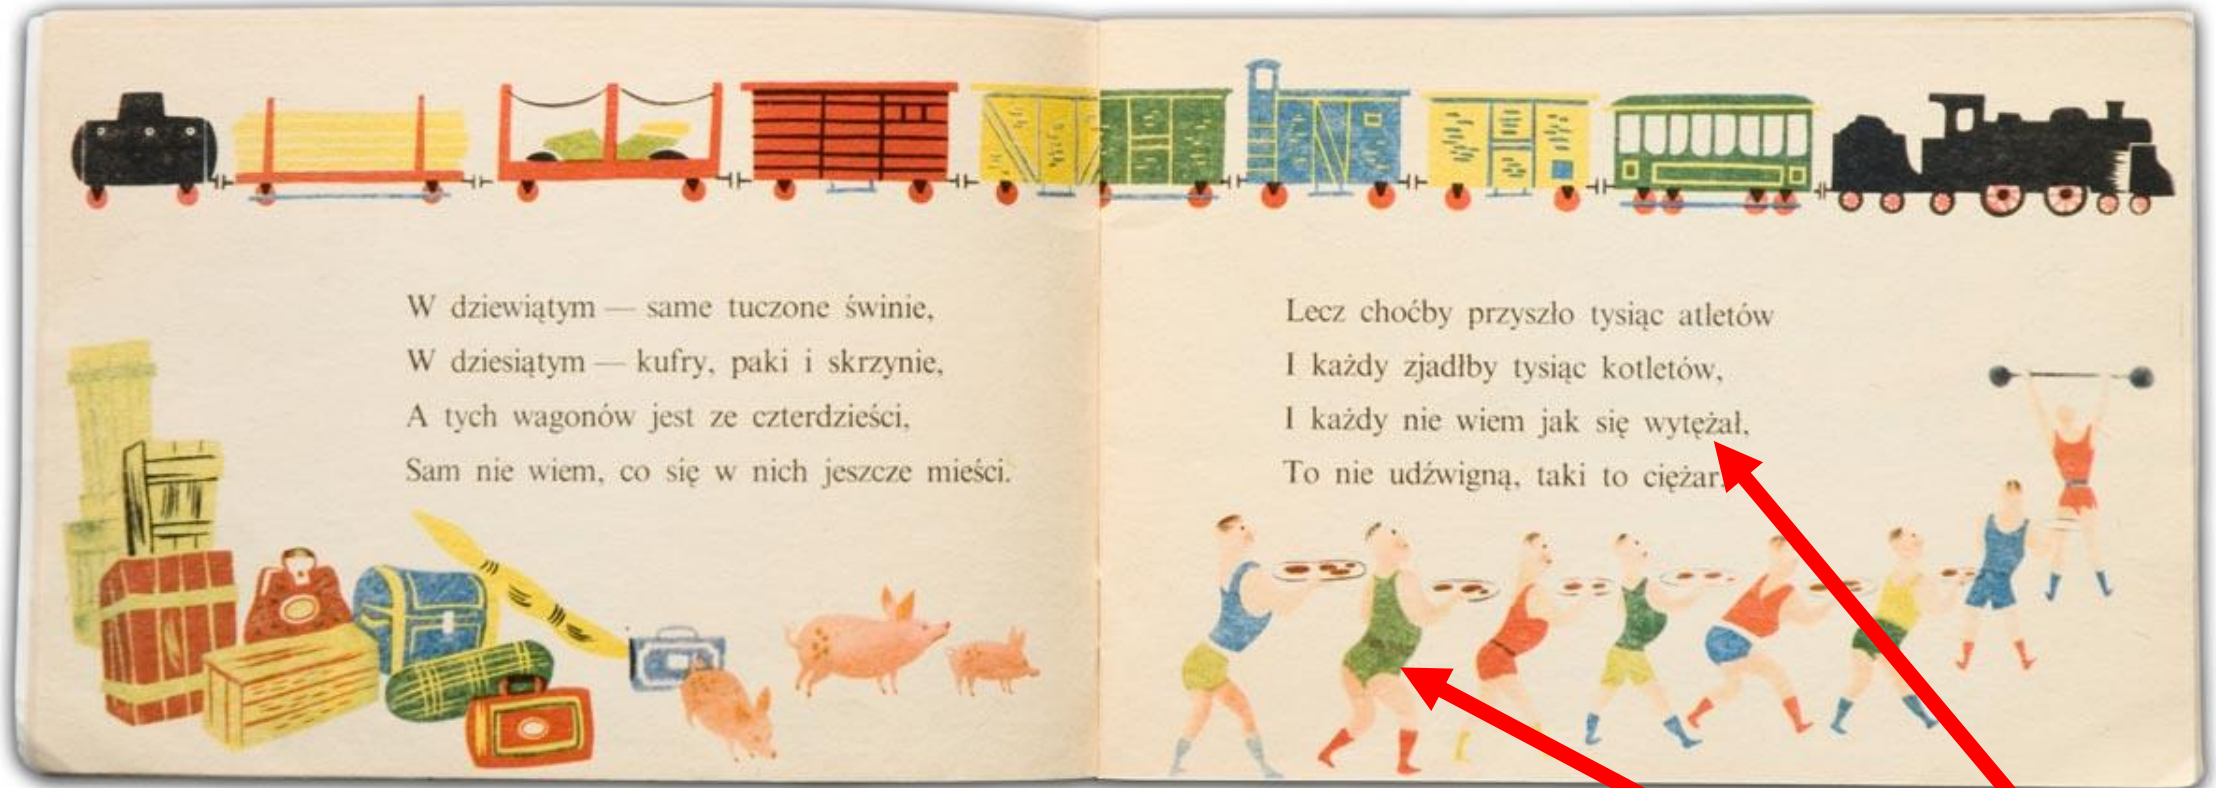 W dziewiątym — same tuczone świnie,
W dziesiątym — kufry, paki i skrzynie,
A tych wagonów jest ze czterdzieści,
Sam nie wiem, co się w nich jeszcze mieści.
Lecz choćby przyszło tysiąc atletów
I każdy zjadłby tysiąc kotletów,
I każdy nie wiem jak się wytężał,
To nie udźwigną, taki to ciężar.